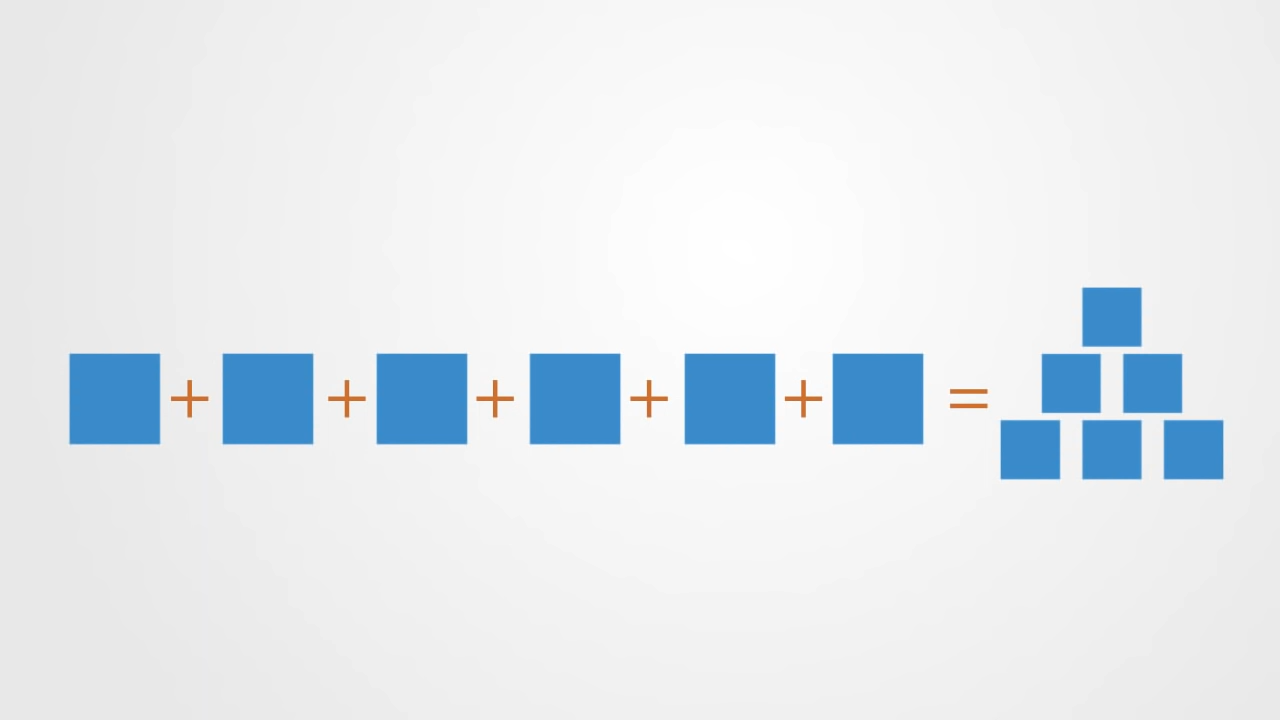 + + + + + =